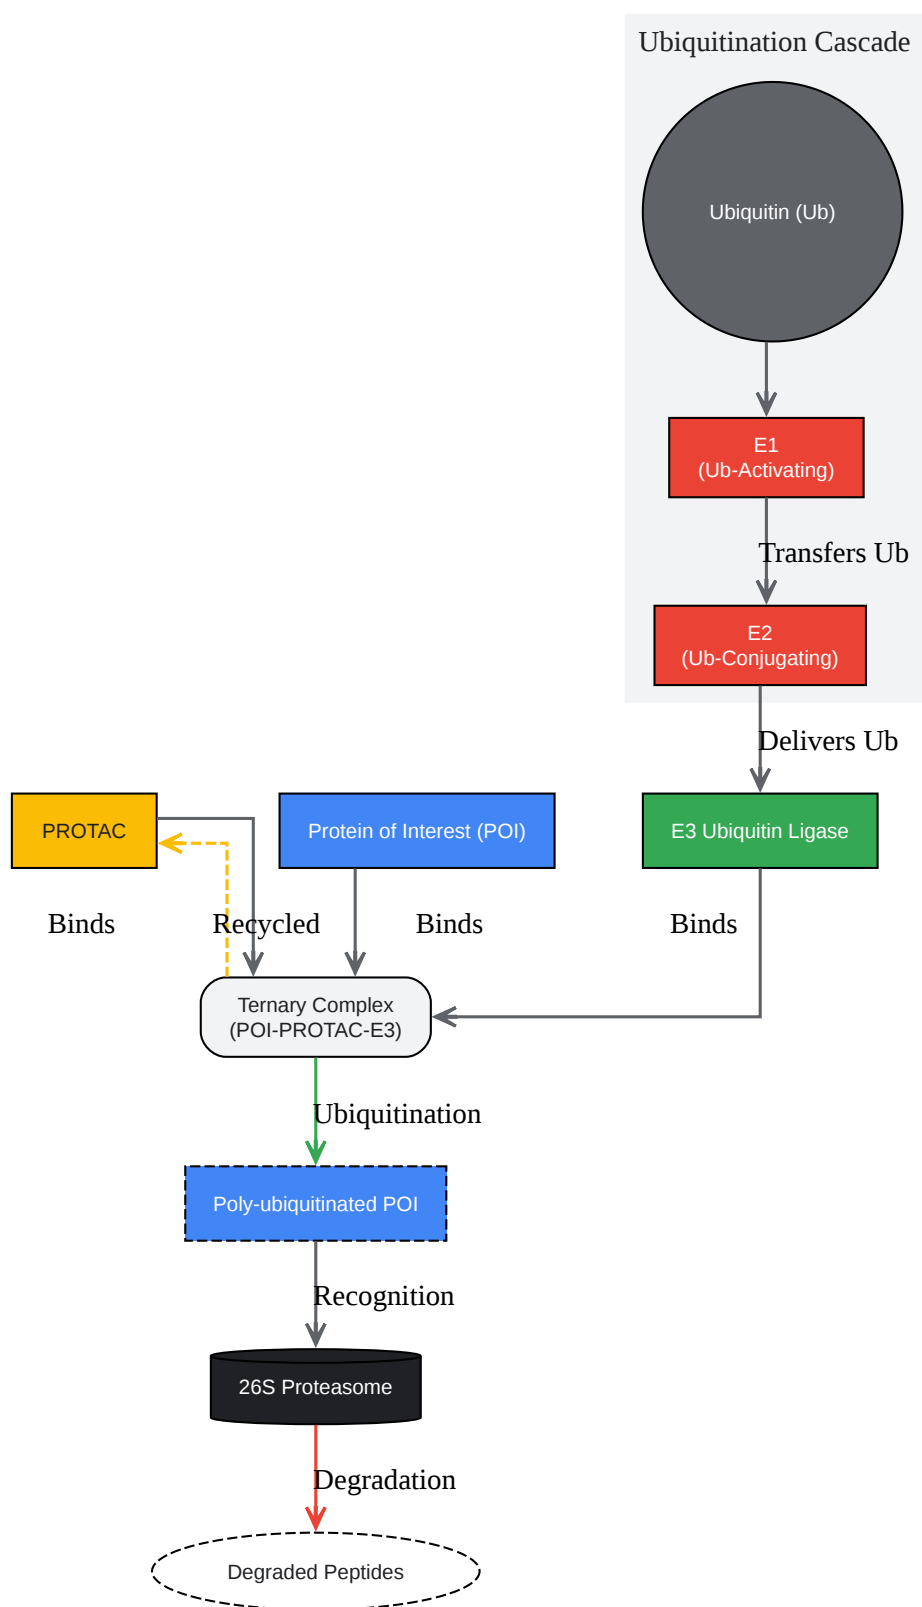 Ubiquitination Cascade
Ubiquitin (Ub)
E1
(Ub-Activating)
Transfers Ub
E2
(Ub-Conjugating)
Delivers Ub
PROTAC
Protein of Interest (POI)
E3 Ubiquitin Ligase
Binds
Recycled
Binds
Binds
Ternary Complex
(POI-PROTAC-E3)
Ubiquitination
Poly-ubiquitinated POI
Recognition
26S Proteasome
Degradation
Degraded Peptides